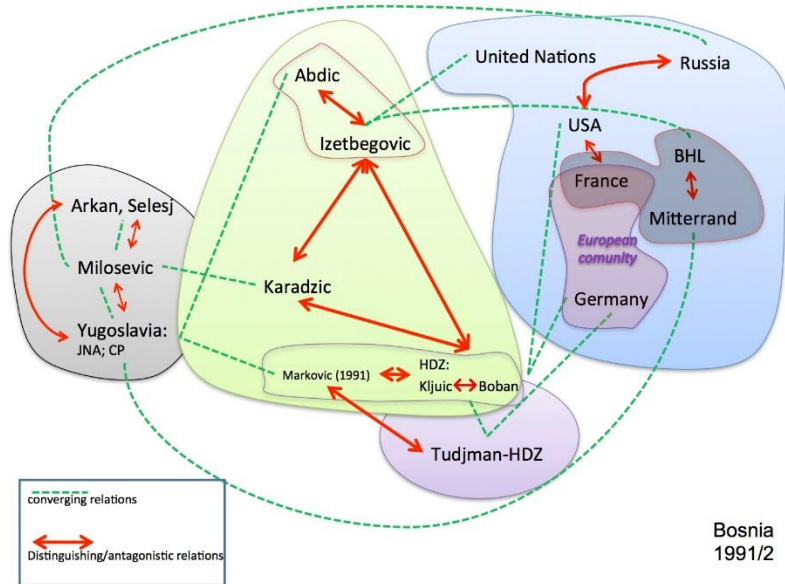 United Nations
Russia
Abdic
Izetbegovic
USA
BHL
France
Mitterrand
Arkan, Selesj
European
comunity
Milosevic
Karadzic
Germany
Yugoslavia:
JNA; CP
Markovic (1991)
HDZ:
Kljuic
Boban
Tudjman-HDZ
converging relations
Distinguishing/antagonistic relations
Bosnia
1991/2